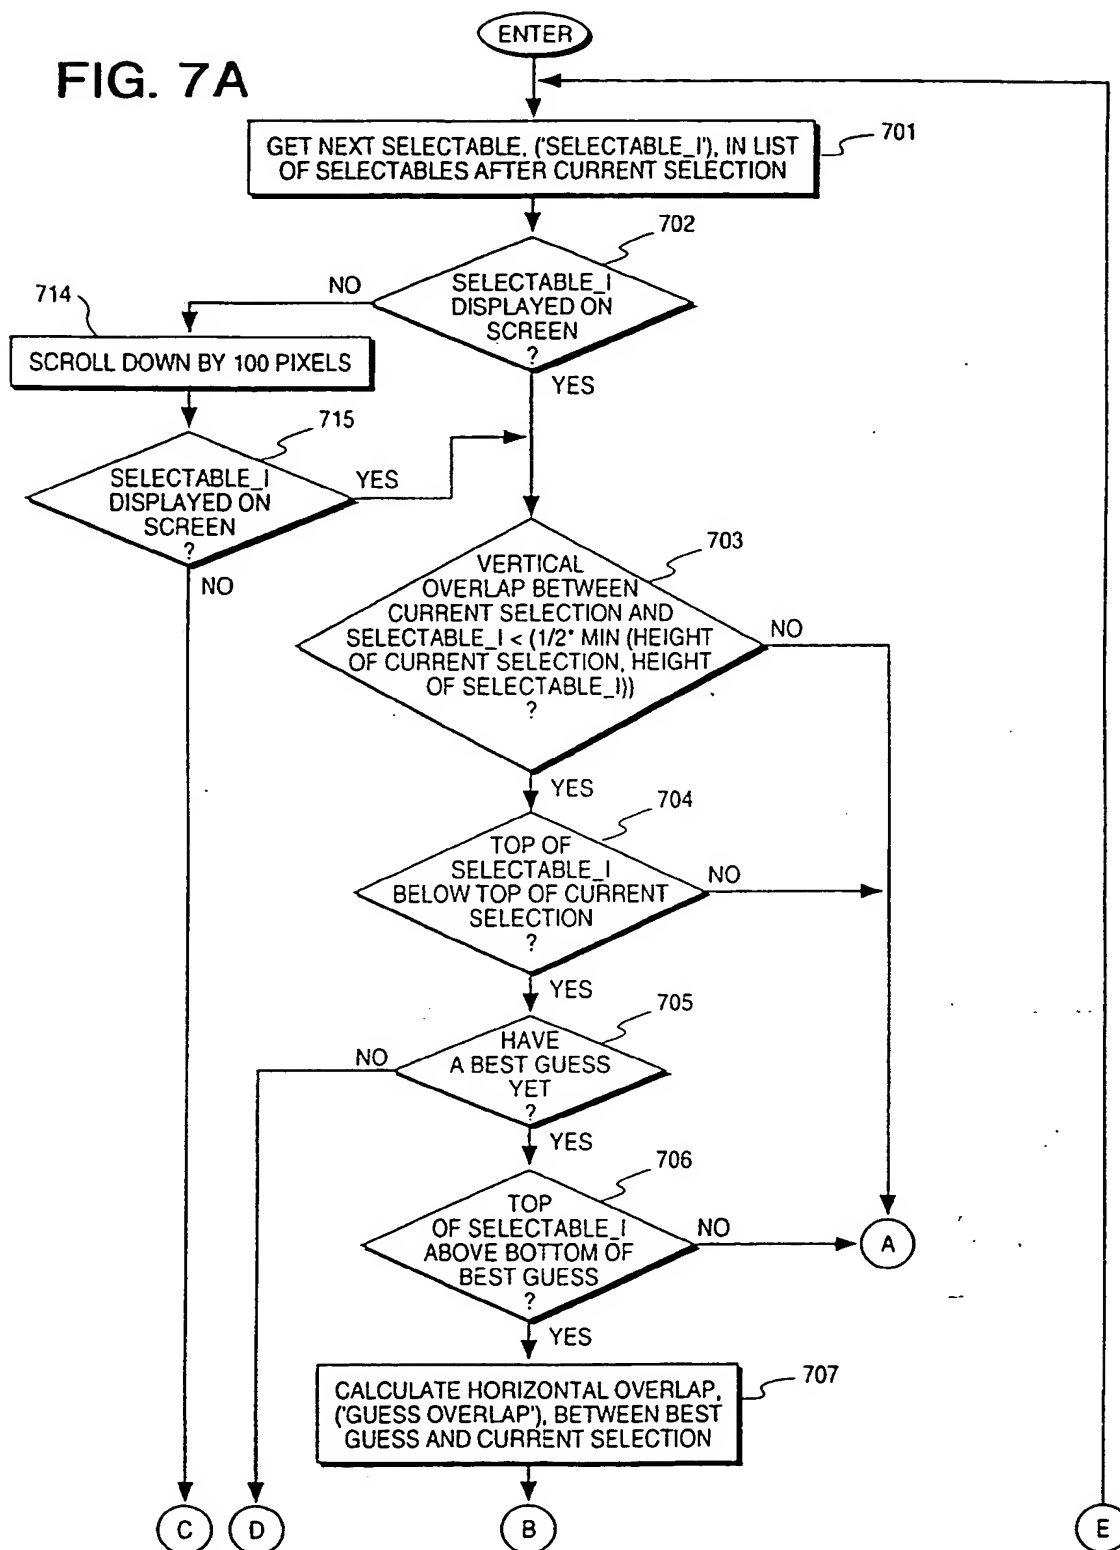 ENTER
FIG. 7A
701
GET NEXT SELECTABLE, ('SELECTABLE_I'), IN LIST
OF SELECTABLES AFTER CURRENT SELECTION
702
NO
SELECTABLE_I
DISPLAYED ON
SCREEN
?
YES
714
SCROLL DOWN BY 100 PIXELS
715
SELECTABLE_I
DISPLAYED ON
SCREEN
?
YES
NO
703
VERTICAL
OVERLAP BETWEEN
CURRENT SELECTION AND
SELECTABLE_I < (1/2* MIN (HEIGHT
OF CURRENT SELECTION, HEIGHT
OF SELECTABLE_I))
?
NO
YES
704
TOP OF
SELECTABLE_I
BELOW TOP OF CURRENT
SELECTION
?
NO
YES
705
HAVE
A BEST GUESS
YET
?
NO
YES
706
TOP
OF SELECTABLE_I
ABOVE BOTTOM OF
BEST GUESS
?
NO
A
YES
707
CALCULATE HORIZONTAL OVERLAP,
('GUESS OVERLAP'), BETWEEN BEST
GUESS AND CURRENT SELECTION
C
D
B
E